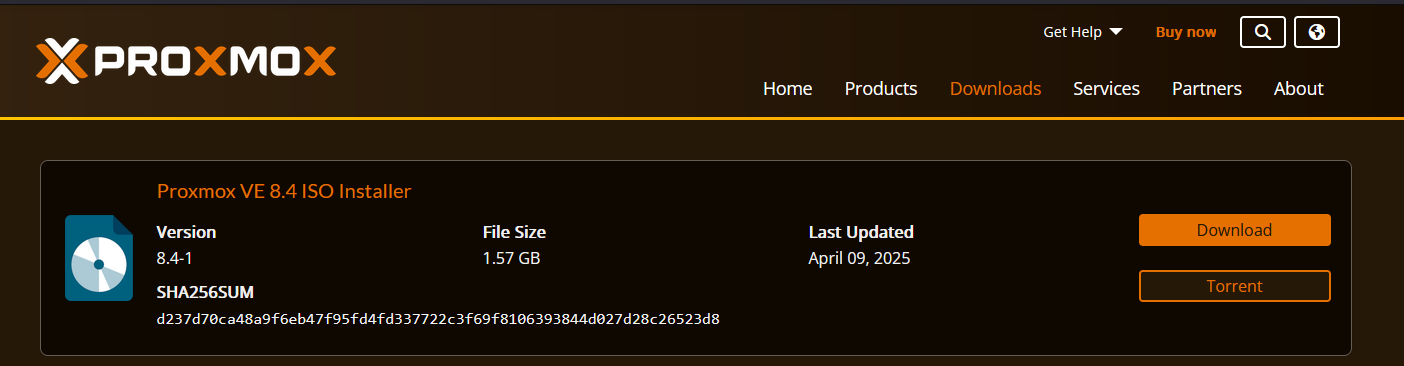 PROXMOX
Get Help
Buy now
Home
Products
Downloads
Services
Partners
About
Proxmox VE 8.4 ISO Installer
Version
File Size
Last Updated
Download
8.4-1
1.57 GB
April 09, 2025
Torrent
SHA256SUM
d237d70ca48a9f6eb47f95fd4fd337722c3f69f8106393844d027d28c26523d8